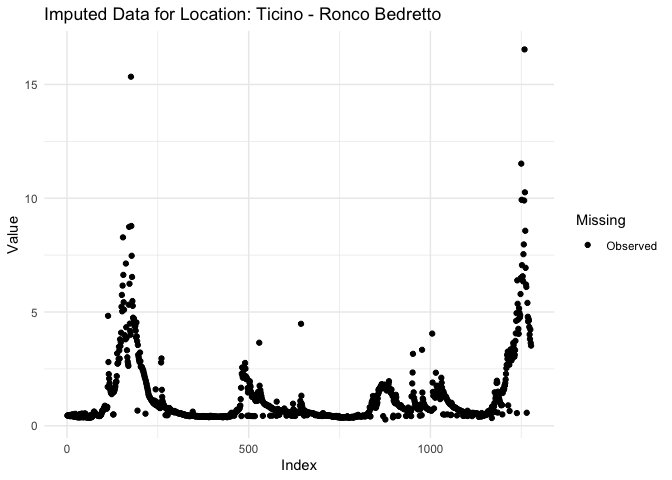 Imputed Data for Location: Ticino - Ronco Bedretto
15
10
5
0
Value
0
500
1000
Index
Missing
Observed